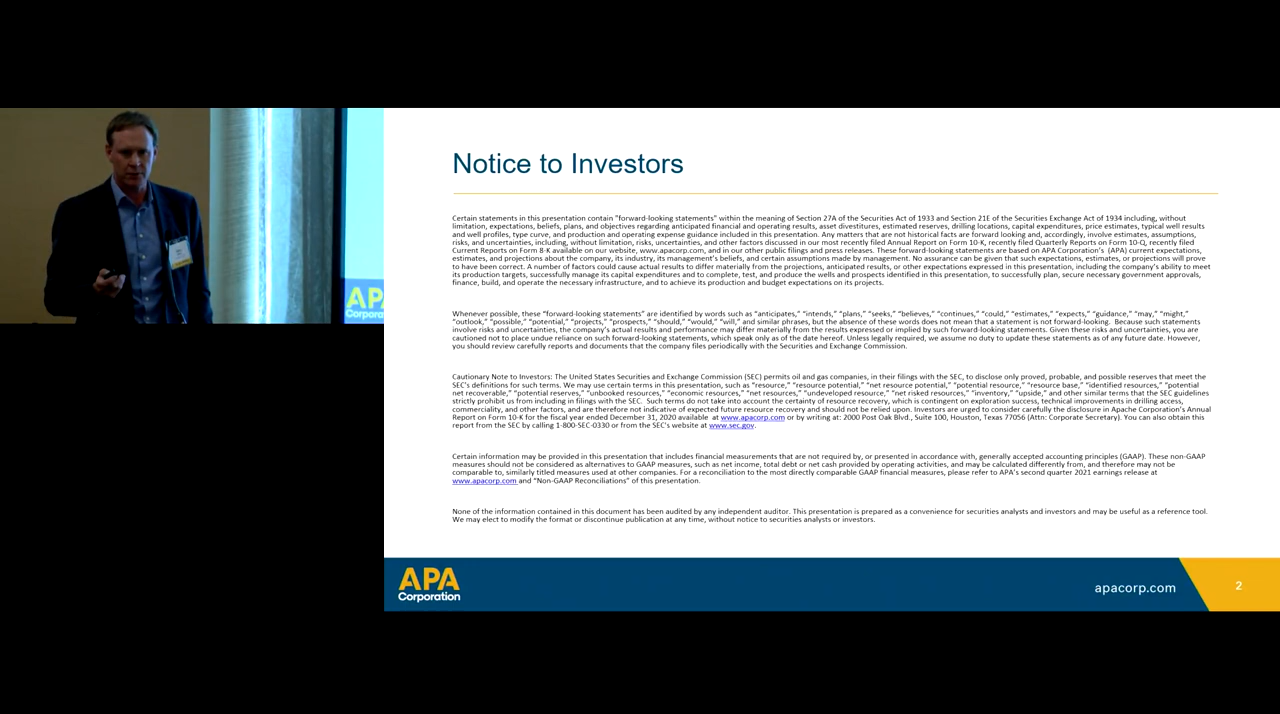 Notice to Investors
Certain statements in this presentation contain "forward-looking statements" within the meaning of Section 27A of the Securities Act of 1933 and Section 21E of the Securities Exchange Act of 1934 including, without
limitation, expectations, beliefs, plans, and objectives regarding anticipated financial and operating results, asset divestitures, estimated reserves, drilling locations, capital expenditures, price estimates, typical well results
and well profiles, type curve, and production and operating expense guidance included in this presentation. Any matters that are not historical facts are forward looking and, accordingly, involve estimates, assumptions,
risks, and uncertainties, including, without limitation, risks, uncertainties, and other factors discussed in our most recently filed Annual Report on Form 10-K, recently filed Quarterly Reports on Form 10-Q, recently filed
Current Reports on Form 8-K available on our website, www.apacorp.com, and in our other public filings and press releases. These forward-looking statements are based on APA Corporation's (APA) current expectations,
estimates, and projections about the company, its industry, its management's beliefs, and certain assumptions made by management. No assurance can be given that such expectations, estimates, or projections will prove
to have been correct. A number of factors could cause actual results to differ materially from the projections, anticipated results, or other expectations expressed in this presentation, including the company's ability to meet
its production targets, successfully manage its capital expenditures and to complete, test, and produce the wells and prospects identified in this presentation, to successfully plan, secure necessary government approvals,
finance, build, and operate the necessary infrastructure, and to achieve its production and budget expectations on its projects.
Whenever possible, these “forward-looking statements” are identified by words such as “anticipates,” “intends,” “plans,” “seeks,” “believes,” “continues,” “could,” “estimates,” “expects,” “guidance,” “may,” “might,”
“outlook,” “possible,” “potential,” “projects,” “prospects,” “should,” “would,” “will,” and similar phrases, but the absence of these words does not mean that a statement is not forward-looking. Because such statements
involve risks and uncertainties, the company's actual results and performance may differ materially from the results expressed or implied by such forward-looking statements. Given these risks and uncertainties, you are
cautioned not to place undue reliance on such forward-looking statements, which speak only as of the date hereof. Unless legally required, we assume no duty to update these statements as of any future date. However,
you should review carefully reports and documents that the company files periodically with the Securities and Exchange Commission.
Cautionary Note to Investors: The United States Securities and Exchange Commission (SEC) permits oil and gas companies, in their filings with the SEC, to disclose only proved, probable, and possible reserves that meet the
SEC's definitions for such terms. We may use certain terms in this presentation, such as “resource,” “resource potential,” “net resource potential,” “potential resource,” “resource base,” “identified resources,” “potential
net recoverable,” “potential reserves,” “unbooked resources,” “economic resources,” “net resources,” “undeveloped resource,” “net risked resources,” “inventory,” “upside,” and other similar terms that the SEC guidelines
strictly prohibit us from including in filings with the SEC. Such terms do not take into account the certainty of resource recovery, which is contingent on exploration success, technical improvements in drilling access,
commerciality, and other factors, and are therefore not indicative of expected future resource recovery and should not be relied upon. Investors are urged to consider carefully the disclosure in Apache Corporation's Annual
Report on Form 10-K for the fiscal year ended December 31, 2020 available at www.apacorp.com or by writing at: 2000 Post Oak Blvd., Suite 100, Houston, Texas 77056 (Attn: Corporate Secretary). You can also obtain this
report from the SEC by calling 1-800-SEC-0330 or from the SEC's website at www.sec.gov.
Certain information may be provided in this presentation that includes financial measurements that are not required by, or presented in accordance with, generally accepted accounting principles (GAAP). These non-GAAP
measures should not be considered as alternatives to GAAP measures, such as net income, total debt or net cash provided by operating activities, and may be calculated differently from, and therefore may not be
comparable to, similarly titled measures used at other companies. For a reconciliation to the most directly comparable GAAP financial measures, please refer to APA's second quarter 2021 earnings release at
www.apacorp.com and “Non-GAAP Reconciliations” of this presentation.
None of the information contained in this document has been audited by any independent auditor. This presentation is prepared as a convenience for securities analysts and investors and may be useful as a reference tool.
We may elect to modify the format or discontinue publication at any time, without notice to securities analysts or investors.
APA
Corporation
apacorp.com
2